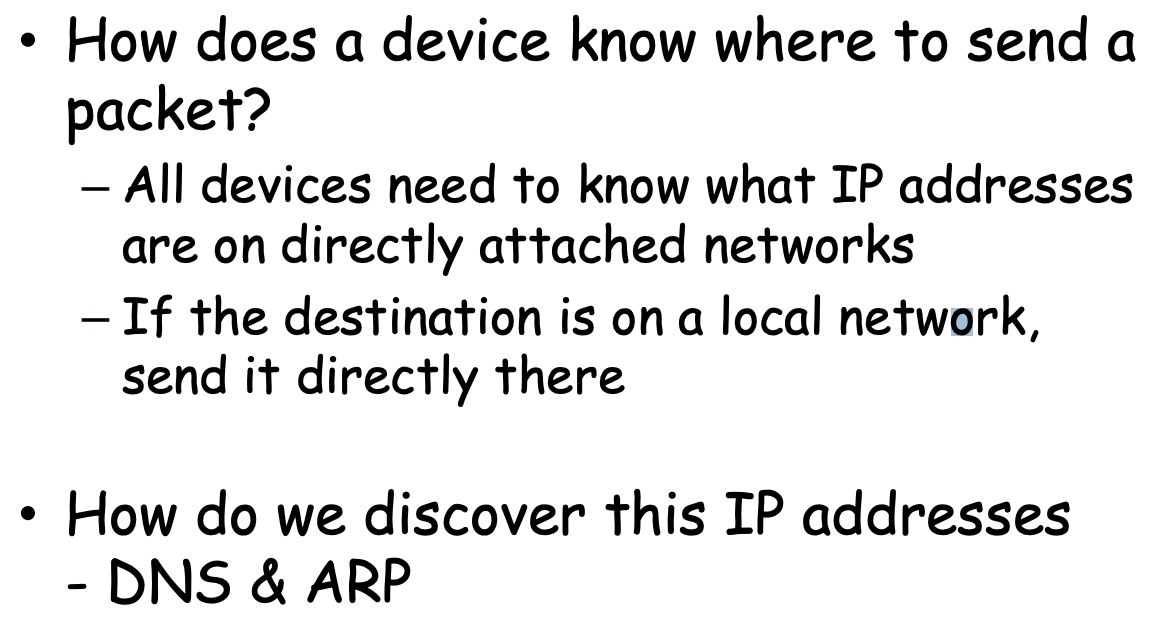 • How does a device know where to send a
packet?
– All devices need to know what IP addresses
are on directly attached networks
– If the destination is on a local network,
send it directly there
• How do we discover this IP addresses
- DNS & ARP